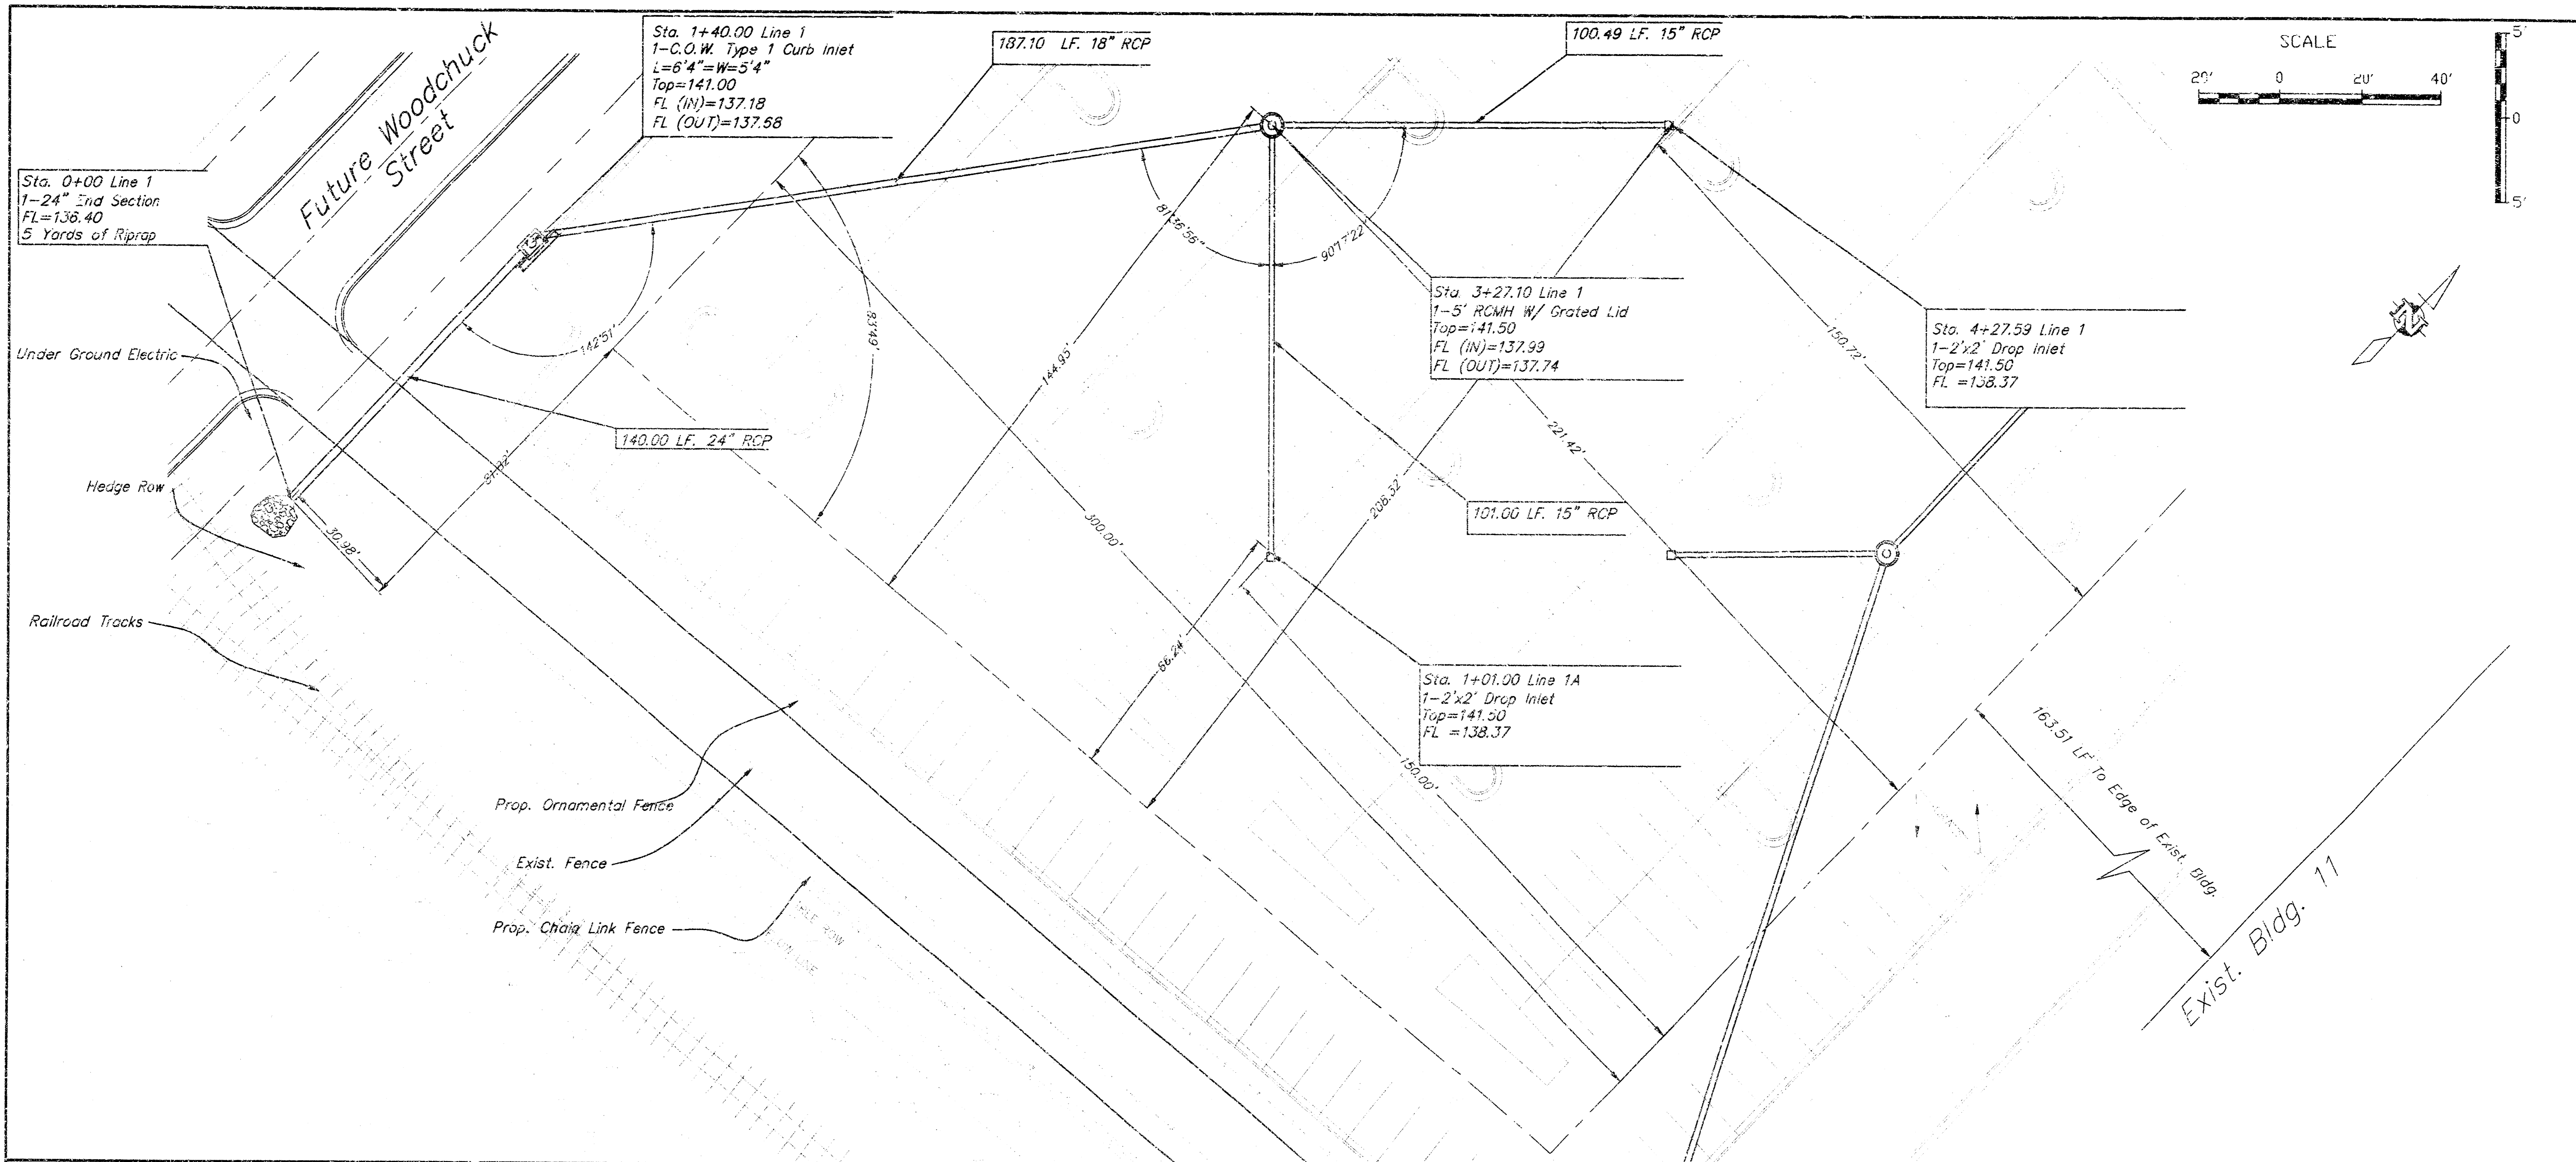 Sta. 1+40.00 Line 1
1-C.O.W. Type 1 Curb Inlet
L=6'4"=W=5'4"
Top=141.00
FL (IN)=137.18
FL (OUT)=137.58
187.10 LF. 18" RCP
100.49 LF. 15" RCP
SCALE
20' 0 20' 40'
5'
0
5'
Future Woodchuck
Street
Sta. 0+00 Line 1
1-24" End Section
FL=136.40
5 Yards of Riprap
81°36'56"
90°17'22"
Sta. 3+27.10 Line 1
1-5' RCMH W/ Grated Lid
Top=141.50
FL (IN)=137.99
FL (OUT)=137.74
Sta. 4+27.59 Line 1
1-2'x2' Drop Inlet
Top=141.50
FL =138.37
N
Under Ground Electric
142°51'
83°49'
144.95'
150.72'
140.00 LF. 24" RCP
221.42'
Hedge Row
300.00'
208.32'
101.00 LF. 15" RCP
30.98'
Railroad Tracks
66.24'
Sta. 1+01.00 Line 1A
1-2'x2' Drop Inlet
Top=141.50
FL =138.37
150.00'
163.51 LF To Edge of Exist. Bldg.
Prop. Ornamental Fence
Exist. Fence
Prop. Chain Link Fence
Exist. Bldg. 11